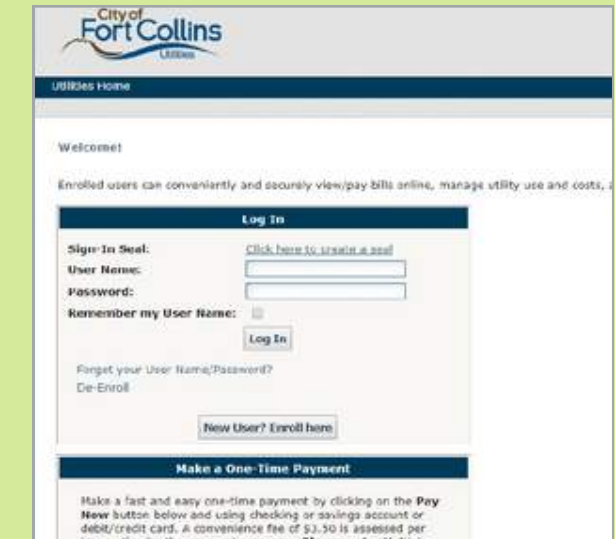 City of
Fort Collins
Utilities
Utilities Home
Welcome!
Enrolled users can conveniently and securely view/pay bills online, manage utility use and costs,
Log In
Sign-In Seal: Click here to create a seal
User Name:
Password:
Remember my User Name:
Log In
Forget your User Name/Password?
De-Enroll
New User? Enroll here
Make a One-Time Payment
Make a fast and easy one-time payment by clicking on the Pay
Now button below and using checking or savings account or
debit/credit card. A convenience fee of $3.50 is assessed per